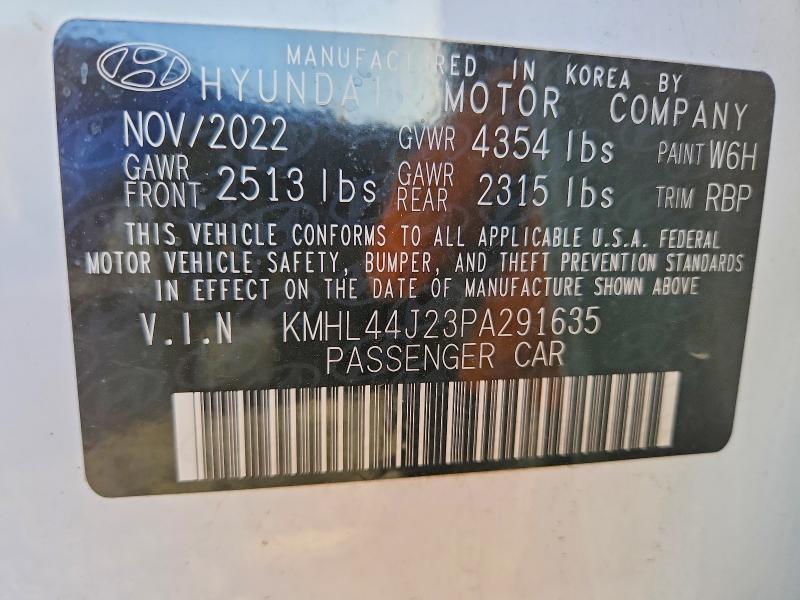 MANUFACTURED IN KOREA BY
HYUNDAI MOTOR COMPANY
NOV/2022 GVWR 4354 lbs PAINT W6H
GAWR FRONT 2513 lbs GAWR REAR 2315 lbs TRIM RBP
THIS VEHICLE CONFORMS TO ALL APPLICABLE U.S.A. FEDERAL
MOTOR VEHICLE SAFETY, BUMPER, AND THEFT PREVENTION STANDARDS
IN EFFECT ON THE DATE OF MANUFACTURE SHOWN ABOVE
V.I.N KMHL44J23PA291635
PASSENGER CAR